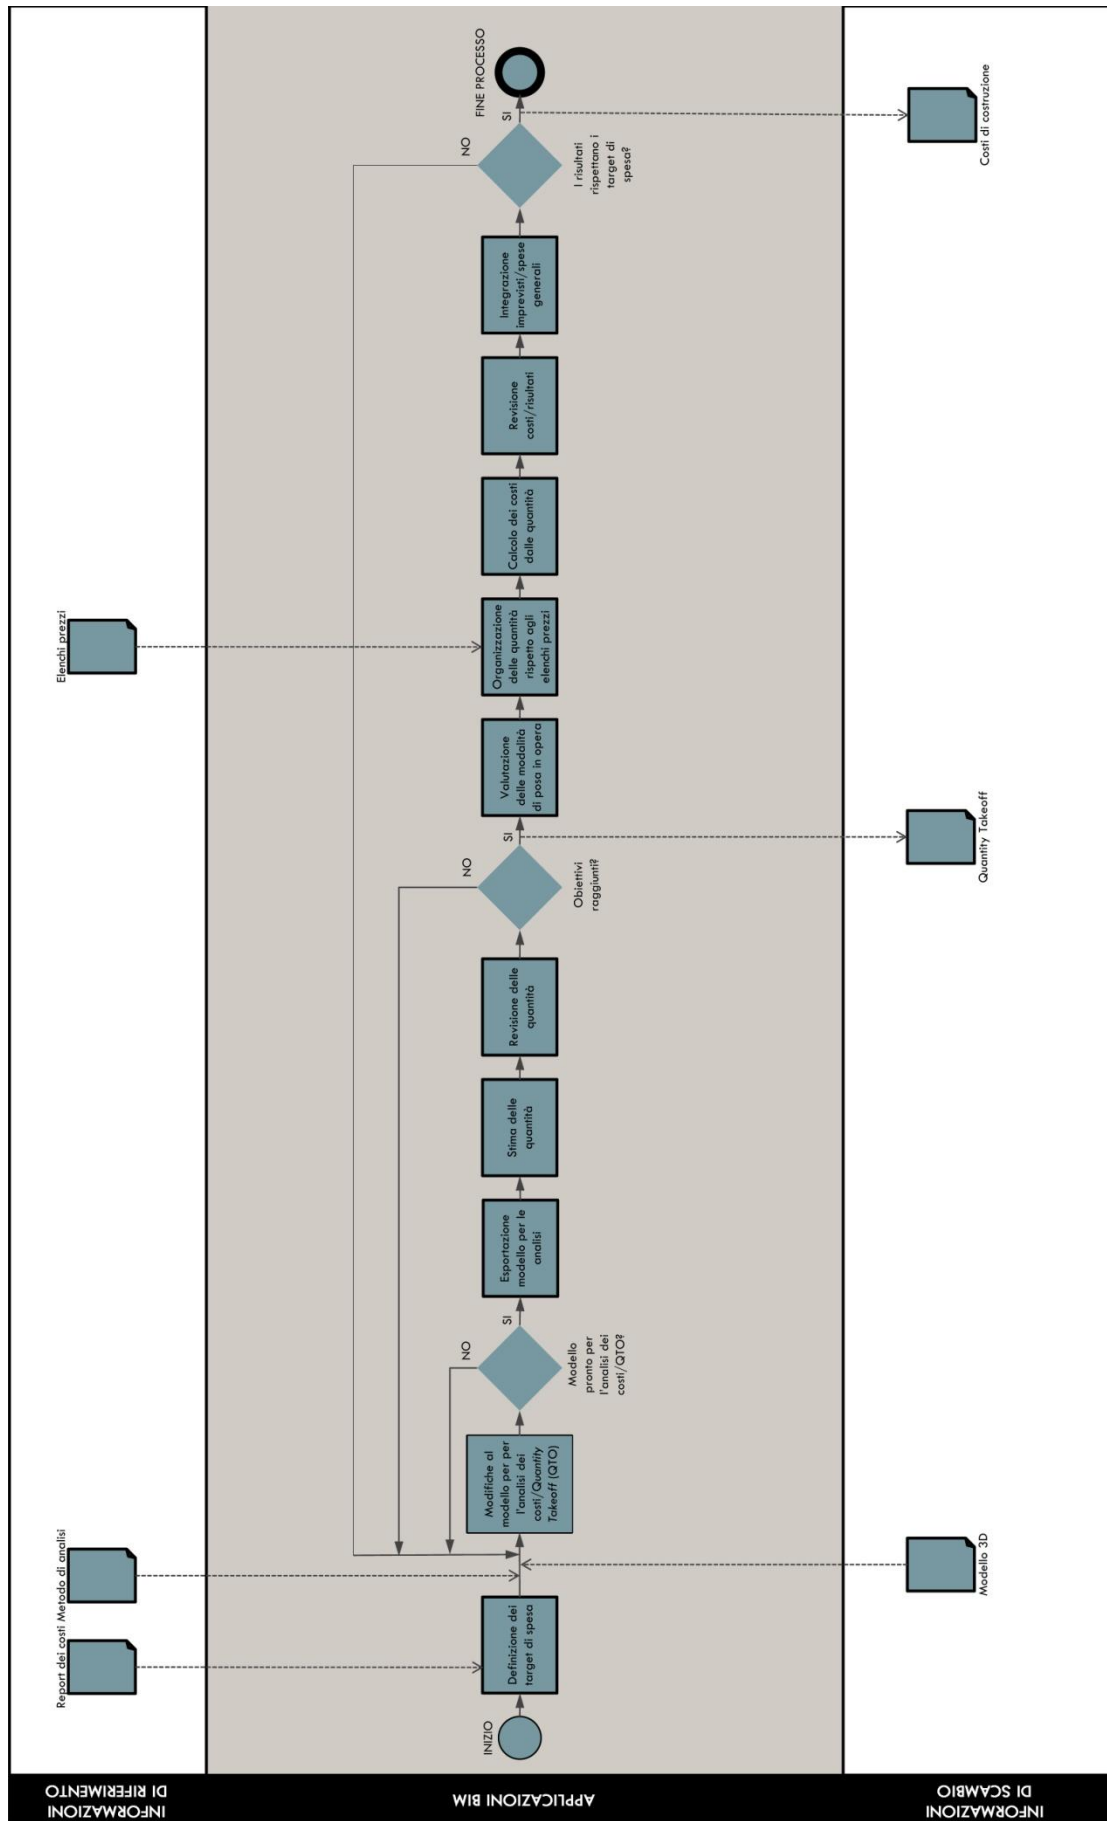 INFORMAZIONI
DI RIFERIMENTO
Report dei costi
Metodo di analisi
Elenchi prezzi
APPLICAZIONI BIM
INIZIO
Definizione dei
target di spesa
Modifiche al
modello per per
l'analisi dei
costi/Quantity
Takeoff (QTO)
Modello
pronto per
l'analisi dei
costi/QTO?
NO
SI
Esportazione
modello per le
analisi
Stima delle
quantità
Revisione delle
quantità
Obiettivi
raggiunti?
NO
SI
Valutazione
delle modalità
di posa in opera
Organizzazione
delle quantità
rispetto agli
elenchi prezzi
Calcolo dei costi
dalle quantità
Revisione
costi/risultati
Integrazione
imprevisti/spese
generali
I risultati
rispettano i
target di
spesa?
NO
SI
FINE PROCESSO
INFORMAZIONI
DI SCAMBIO
Modello 3D
Quantity Takeoff
Costi di costruzione